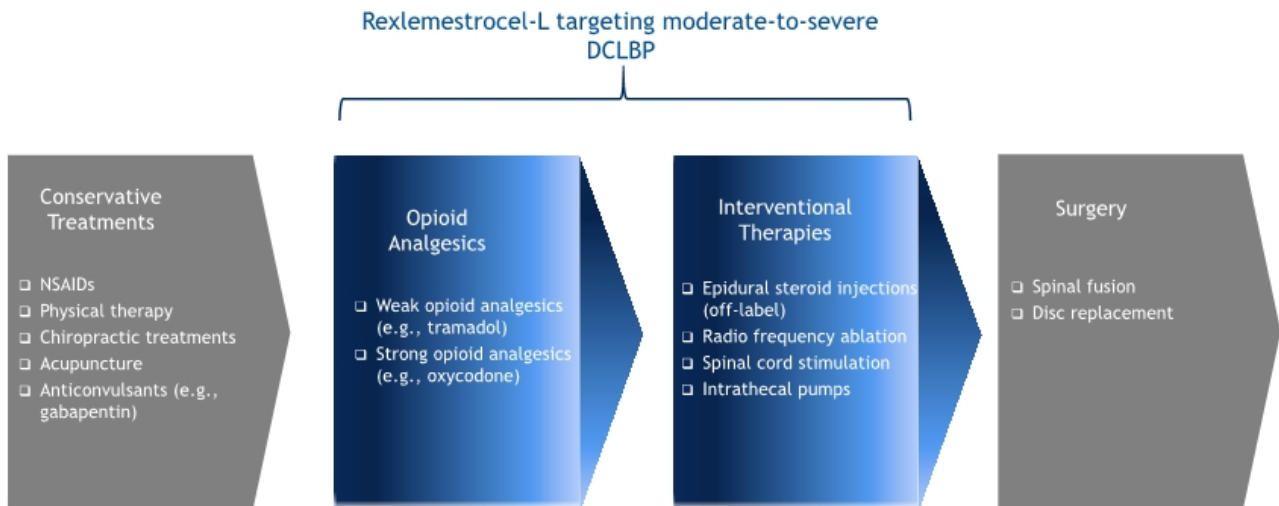 Rexlemestrocel-L targeting moderate-to-severe
DCLBP
Conservative
Treatments
❑ NSAIDs
❑ Physical therapy
❑ Chiropractic treatments
❑ Acupuncture
❑ Anticonvulsants (e.g.,
gabapentin)
Opioid
Analgesics
❑ Weak opioid analgesics
(e.g., tramadol)
❑ Strong opioid analgesics
(e.g., oxycodone)
Interventional
Therapies
❑ Epidural steroid injections
(off-label)
❑ Radio frequency ablation
❑ Spinal cord stimulation
❑ Intrathecal pumps
Surgery
❑ Spinal fusion
❑ Disc replacement